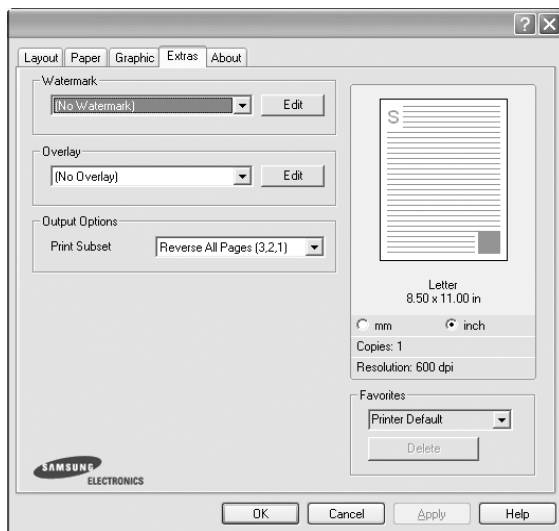 Layout Paper Graphic Extras About
Watermark
(No Watermark) Edit
Overlay
(No Overlay) Edit
Output Options
Print Subset Reverse All Pages (3,2,1)
S
Letter
8.50 x 11.00 in
mm inch
Copies: 1
Resolution: 600 dpi
Favorites
Printer Default
Delete
SAMSUNG
ELECTRONICS
OK Cancel Apply Help